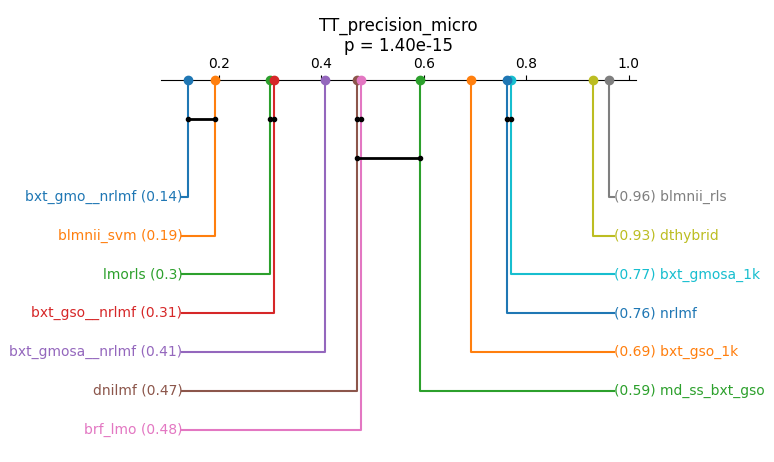 TT_precision_micro
p = 1.40e-15
0.2 0.4 0.6 0.8 1.0
bxt_gmo__nrlmf (0.14)
(0.96) blmnii_rls
blmnii_svm (0.19)
(0.93) dthybrid
lmorls (0.3)
(0.77) bxt_gmosa_1k
bxt_gso__nrlmf (0.31)
(0.76) nrlmf
bxt_gmosa__nrlmf (0.41)
(0.69) bxt_gso_1k
dnilmf (0.47)
(0.59) md_ss_bxt_gso
brf_lmo (0.48)